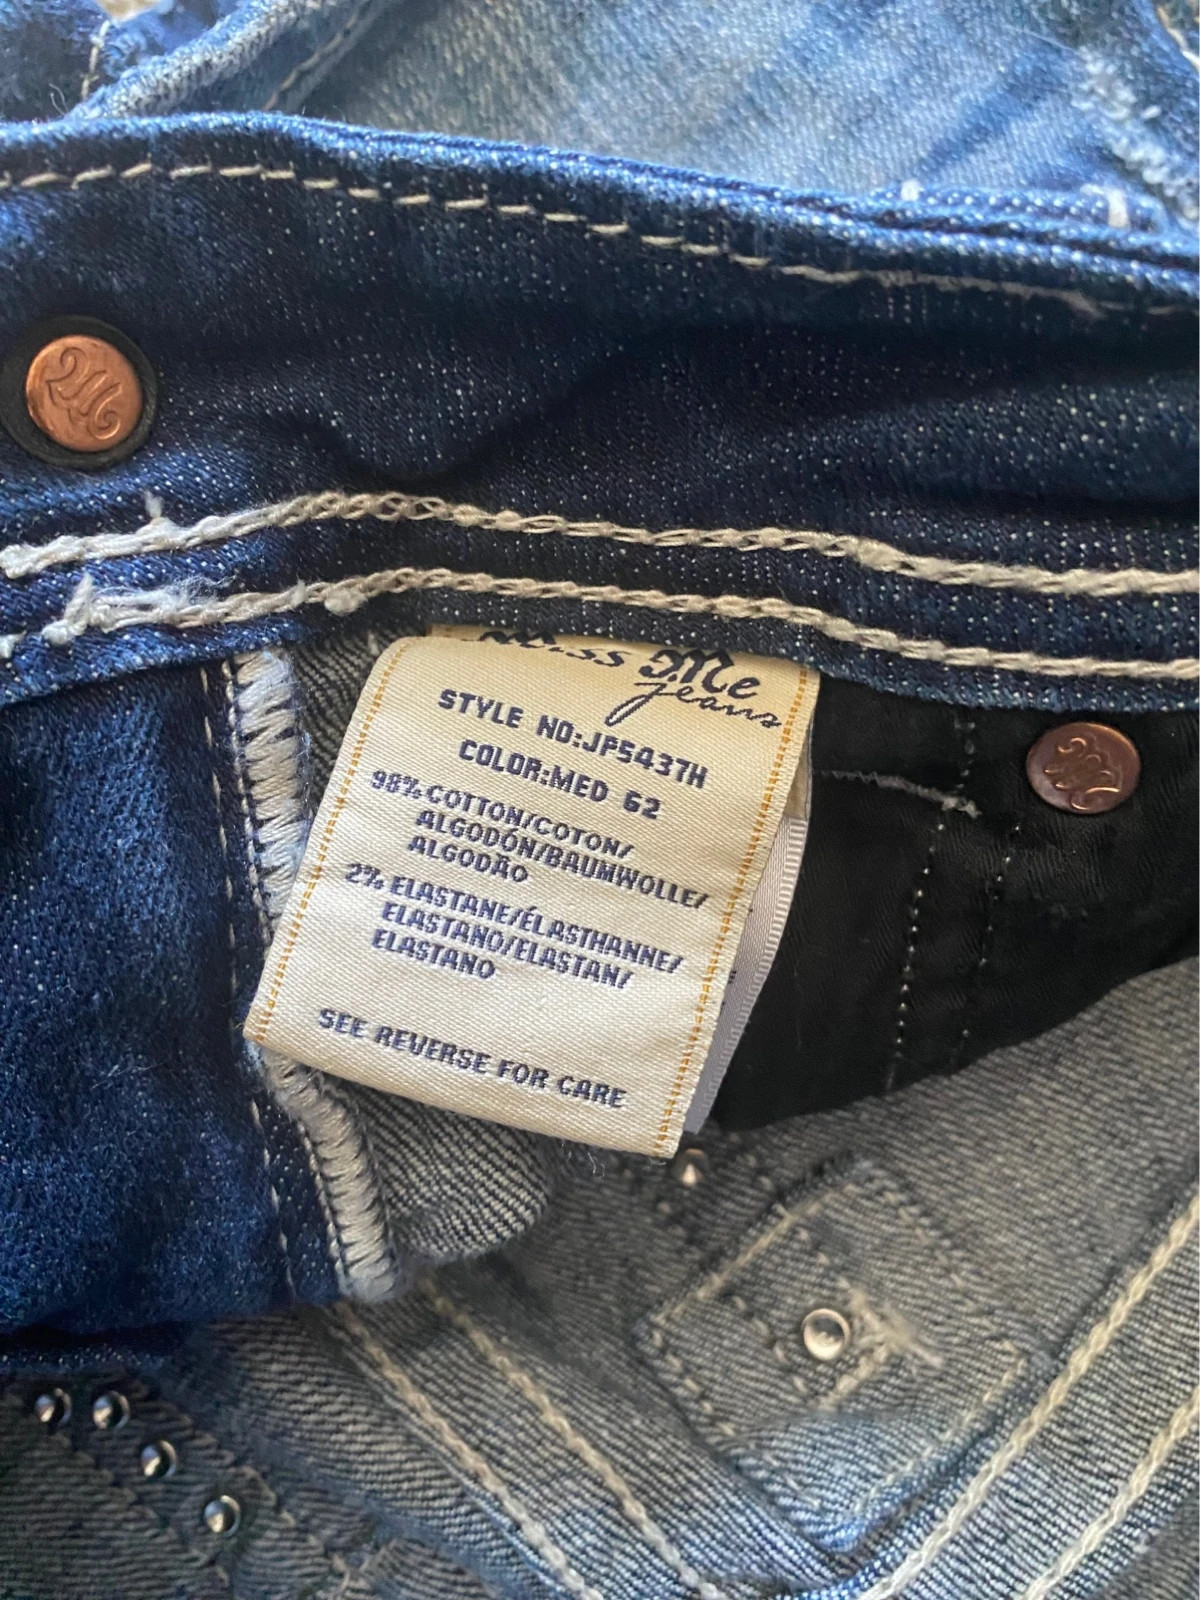 Miss Me
Jeans
STYLE NO:JP5437H
COLOR:MED 62
98% COTTON/COTON/
ALGODÓN/BAUMWOLLE/
ALGODÃO
2% ELASTANE/ÉLASTHANNE/
ELASTANO/ELASTAN/
ELASTANO
SEE REVERSE FOR CARE